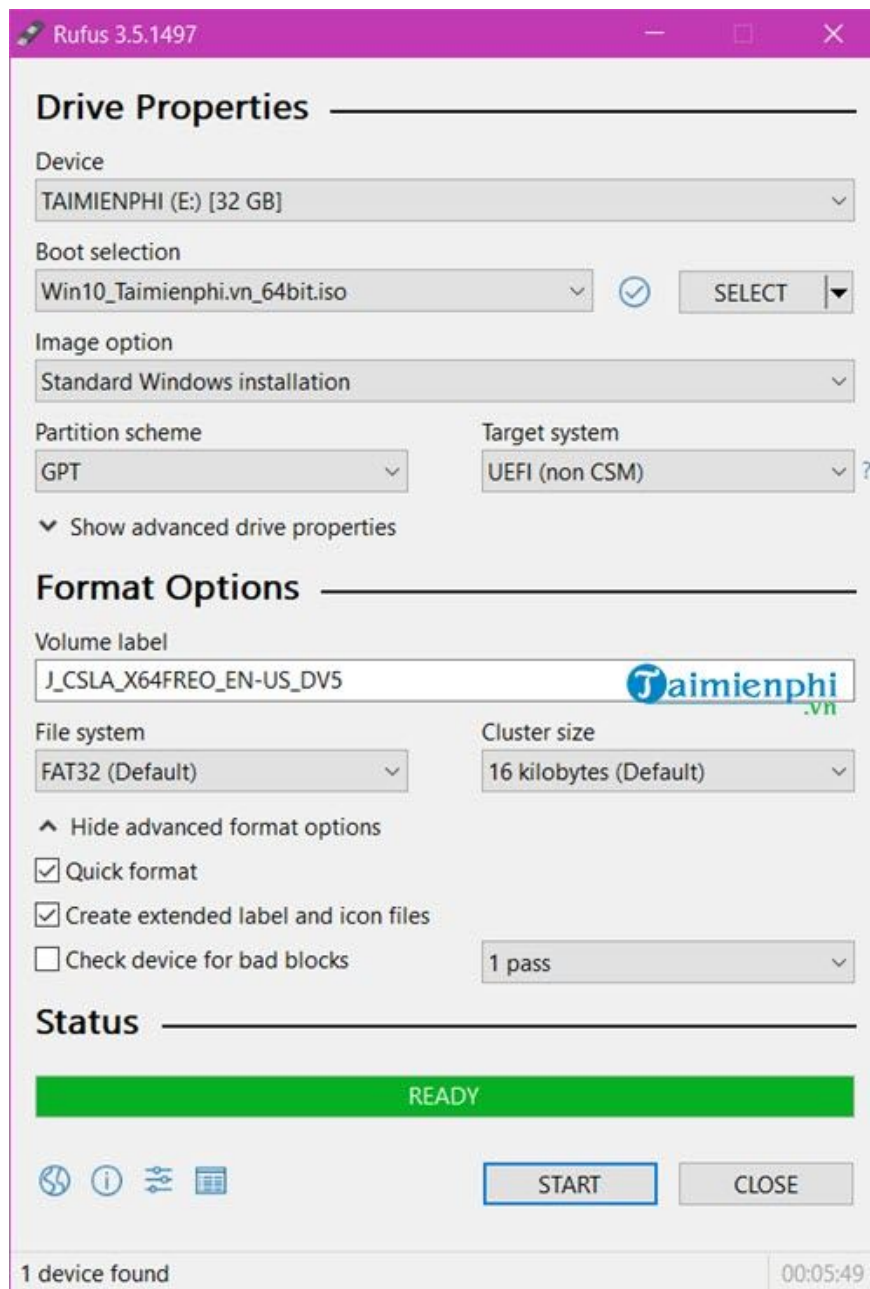 Rufus 3.5.1497
Drive Properties
Device
TAIMIENPHI (E:) [32 GB]
Boot selection
Win10_Taimienphi.vn_64bit.iso
SELECT
Image option
Standard Windows installation
Partition scheme
Target system
GPT
UEFI (non CSM)
?
Show advanced drive properties
Format Options
Volume label
J_CSLA_X64FREO_EN-US_DV5
Taimienphi
.vn
File system
Cluster size
FAT32 (Default)
16 kilobytes (Default)
Hide advanced format options
Quick format
Create extended label and icon files
Check device for bad blocks
1 pass
Status
READY
START
CLOSE
1 device found
00:05:49